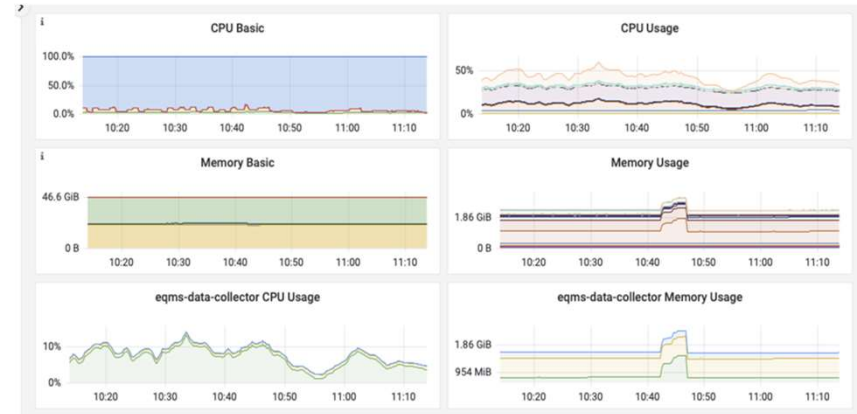 i
CPU Basic
100.0%
50.0%
0.0%
10:20 10:30 10:40 10:50 11:00 11:10
CPU Usage
50%
0%
10:20 10:30 10:40 10:50 11:00 11:10
i
Memory Basic
46.6 GiB
0 B
10:20 10:30 10:40 10:50 11:00 11:10
Memory Usage
1.86 GiB
0 B
10:20 10:30 10:40 10:50 11:00 11:10
eqms-data-collector CPU Usage
10%
0%
10:20 10:30 10:40 10:50 11:00 11:10
eqms-data-collector Memory Usage
1.86 GiB
954 MiB
10:20 10:30 10:40 10:50 11:00 11:10